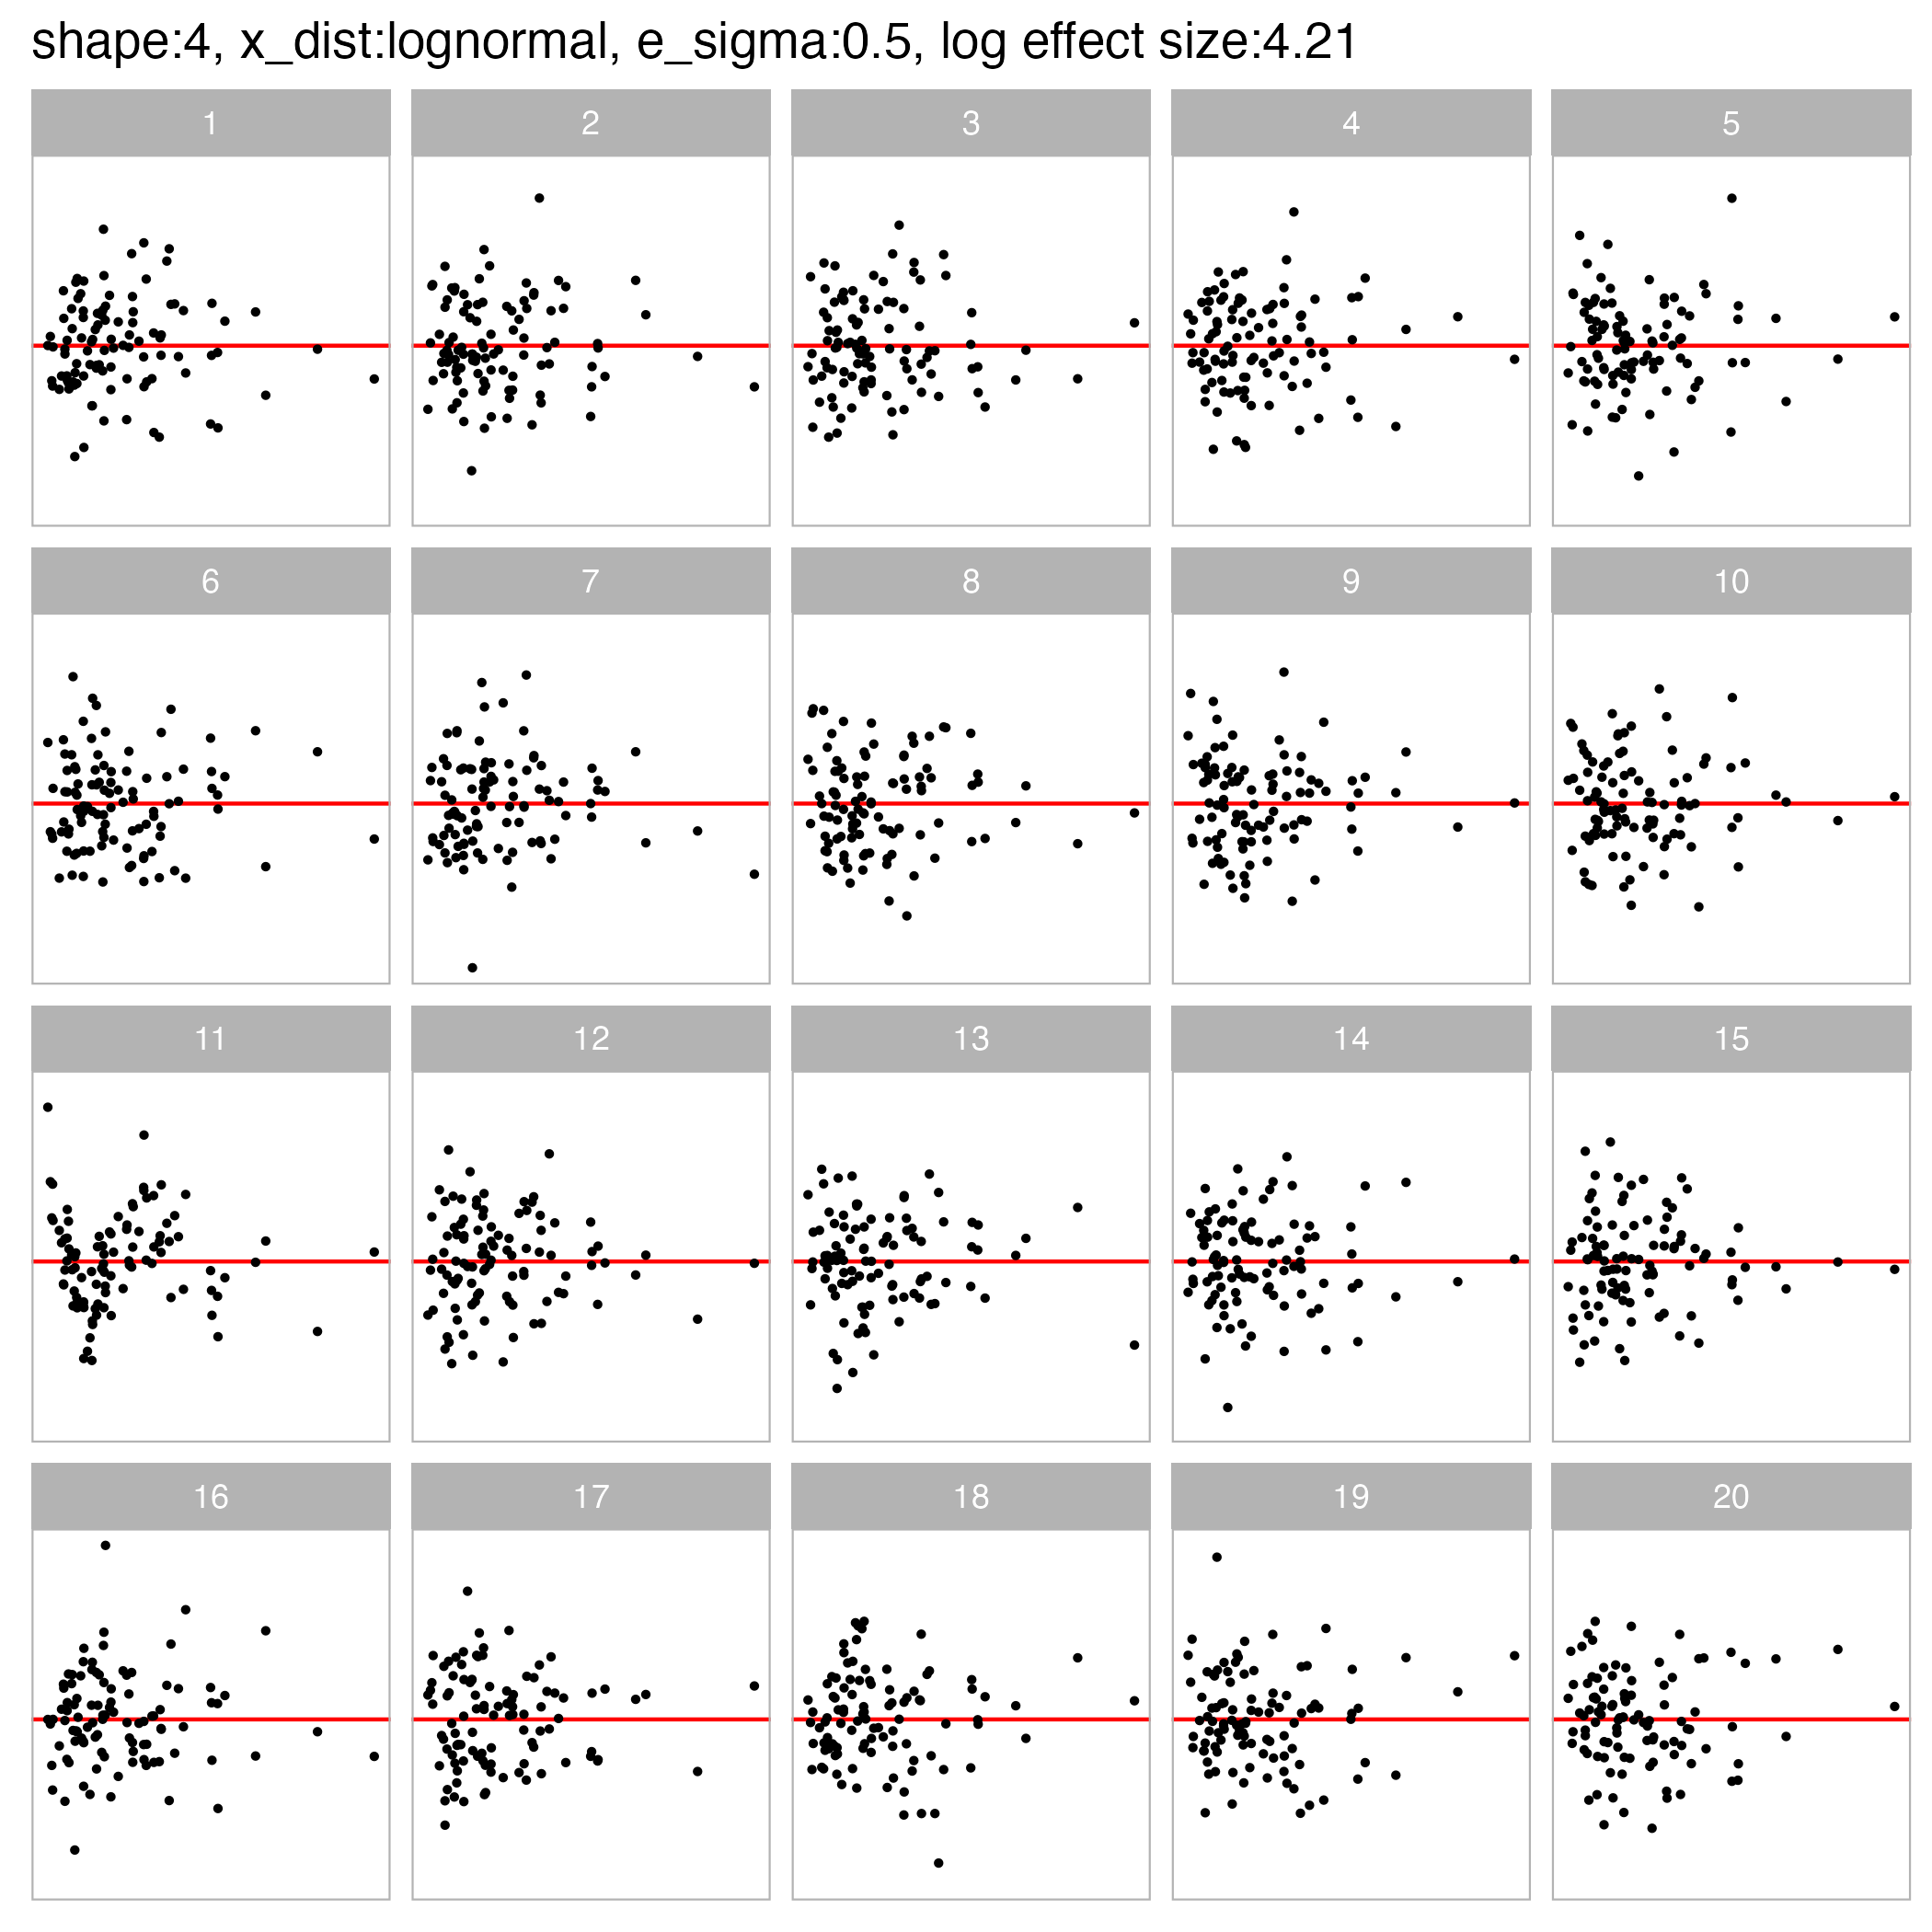 shape:4, x_dist:lognormal, e_sigma:0.5, log effect size:4.21
1 2 3 4 5
6 7 8 9 10
11 12 13 14 15
16 17 18 19 20